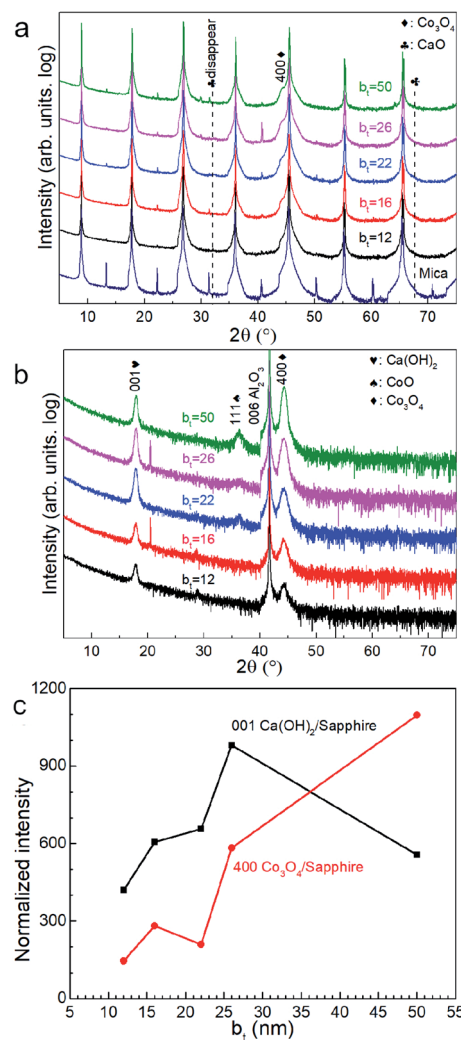 a
Intensity (arb. units. log)
♣disappear
400♦
♦: Co₃O₄
♣: CaO
♣
bₜ=50
bₜ=26
bₜ=22
bₜ=16
bₜ=12
Mica
10 20 30 40 50 60 70
2θ (°)
b
Intensity (arb. units. log)
001♥
111♠
006 Al₂O₃
400♦
♥: Ca(OH)₂
♠: CoO
♦: Co₃O₄
bₜ=50
bₜ=26
bₜ=22
bₜ=16
bₜ=12
10 20 30 40 50 60 70
2θ (°)
c
Normalized intensity
1200
900
600
300
0
001 Ca(OH)₂/Sapphire
400 Co₃O₄/Sapphire
5 10 15 20 25 30 35 40 45 50 55
bₜ (nm)